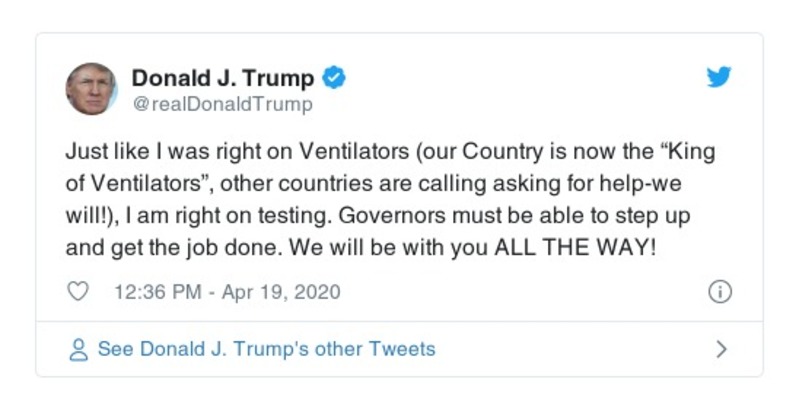 Donald J. Trump
@realDonaldTrump
Just like I was right on Ventilators (our Country is now the “King
of Ventilators”, other countries are calling asking for help-we
will!), I am right on testing. Governors must be able to step up
and get the job done. We will be with you ALL THE WAY!
12:36 PM - Apr 19, 2020
See Donald J. Trump's other Tweets